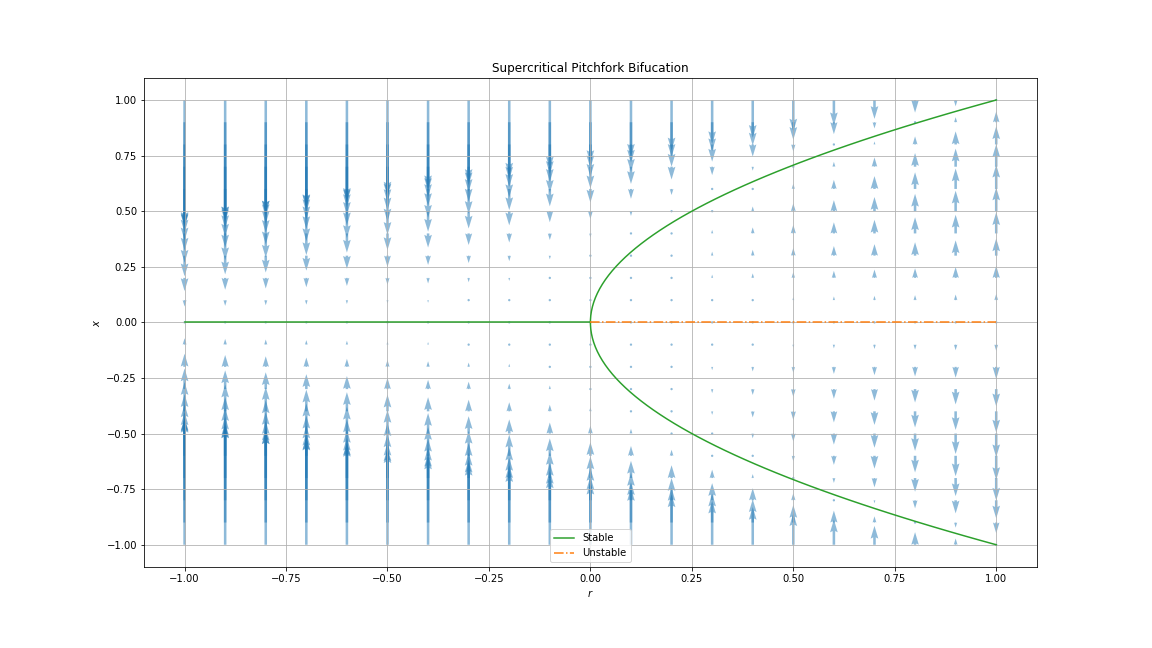 Supercritical Pitchfork Bifucation
1.00
0.75
0.50
0.25
0.00
−0.25
−0.50
−0.75
−1.00
x
Stable
Unstable
−1.00 −0.75 −0.50 −0.25 0.00 0.25 0.50 0.75 1.00
r